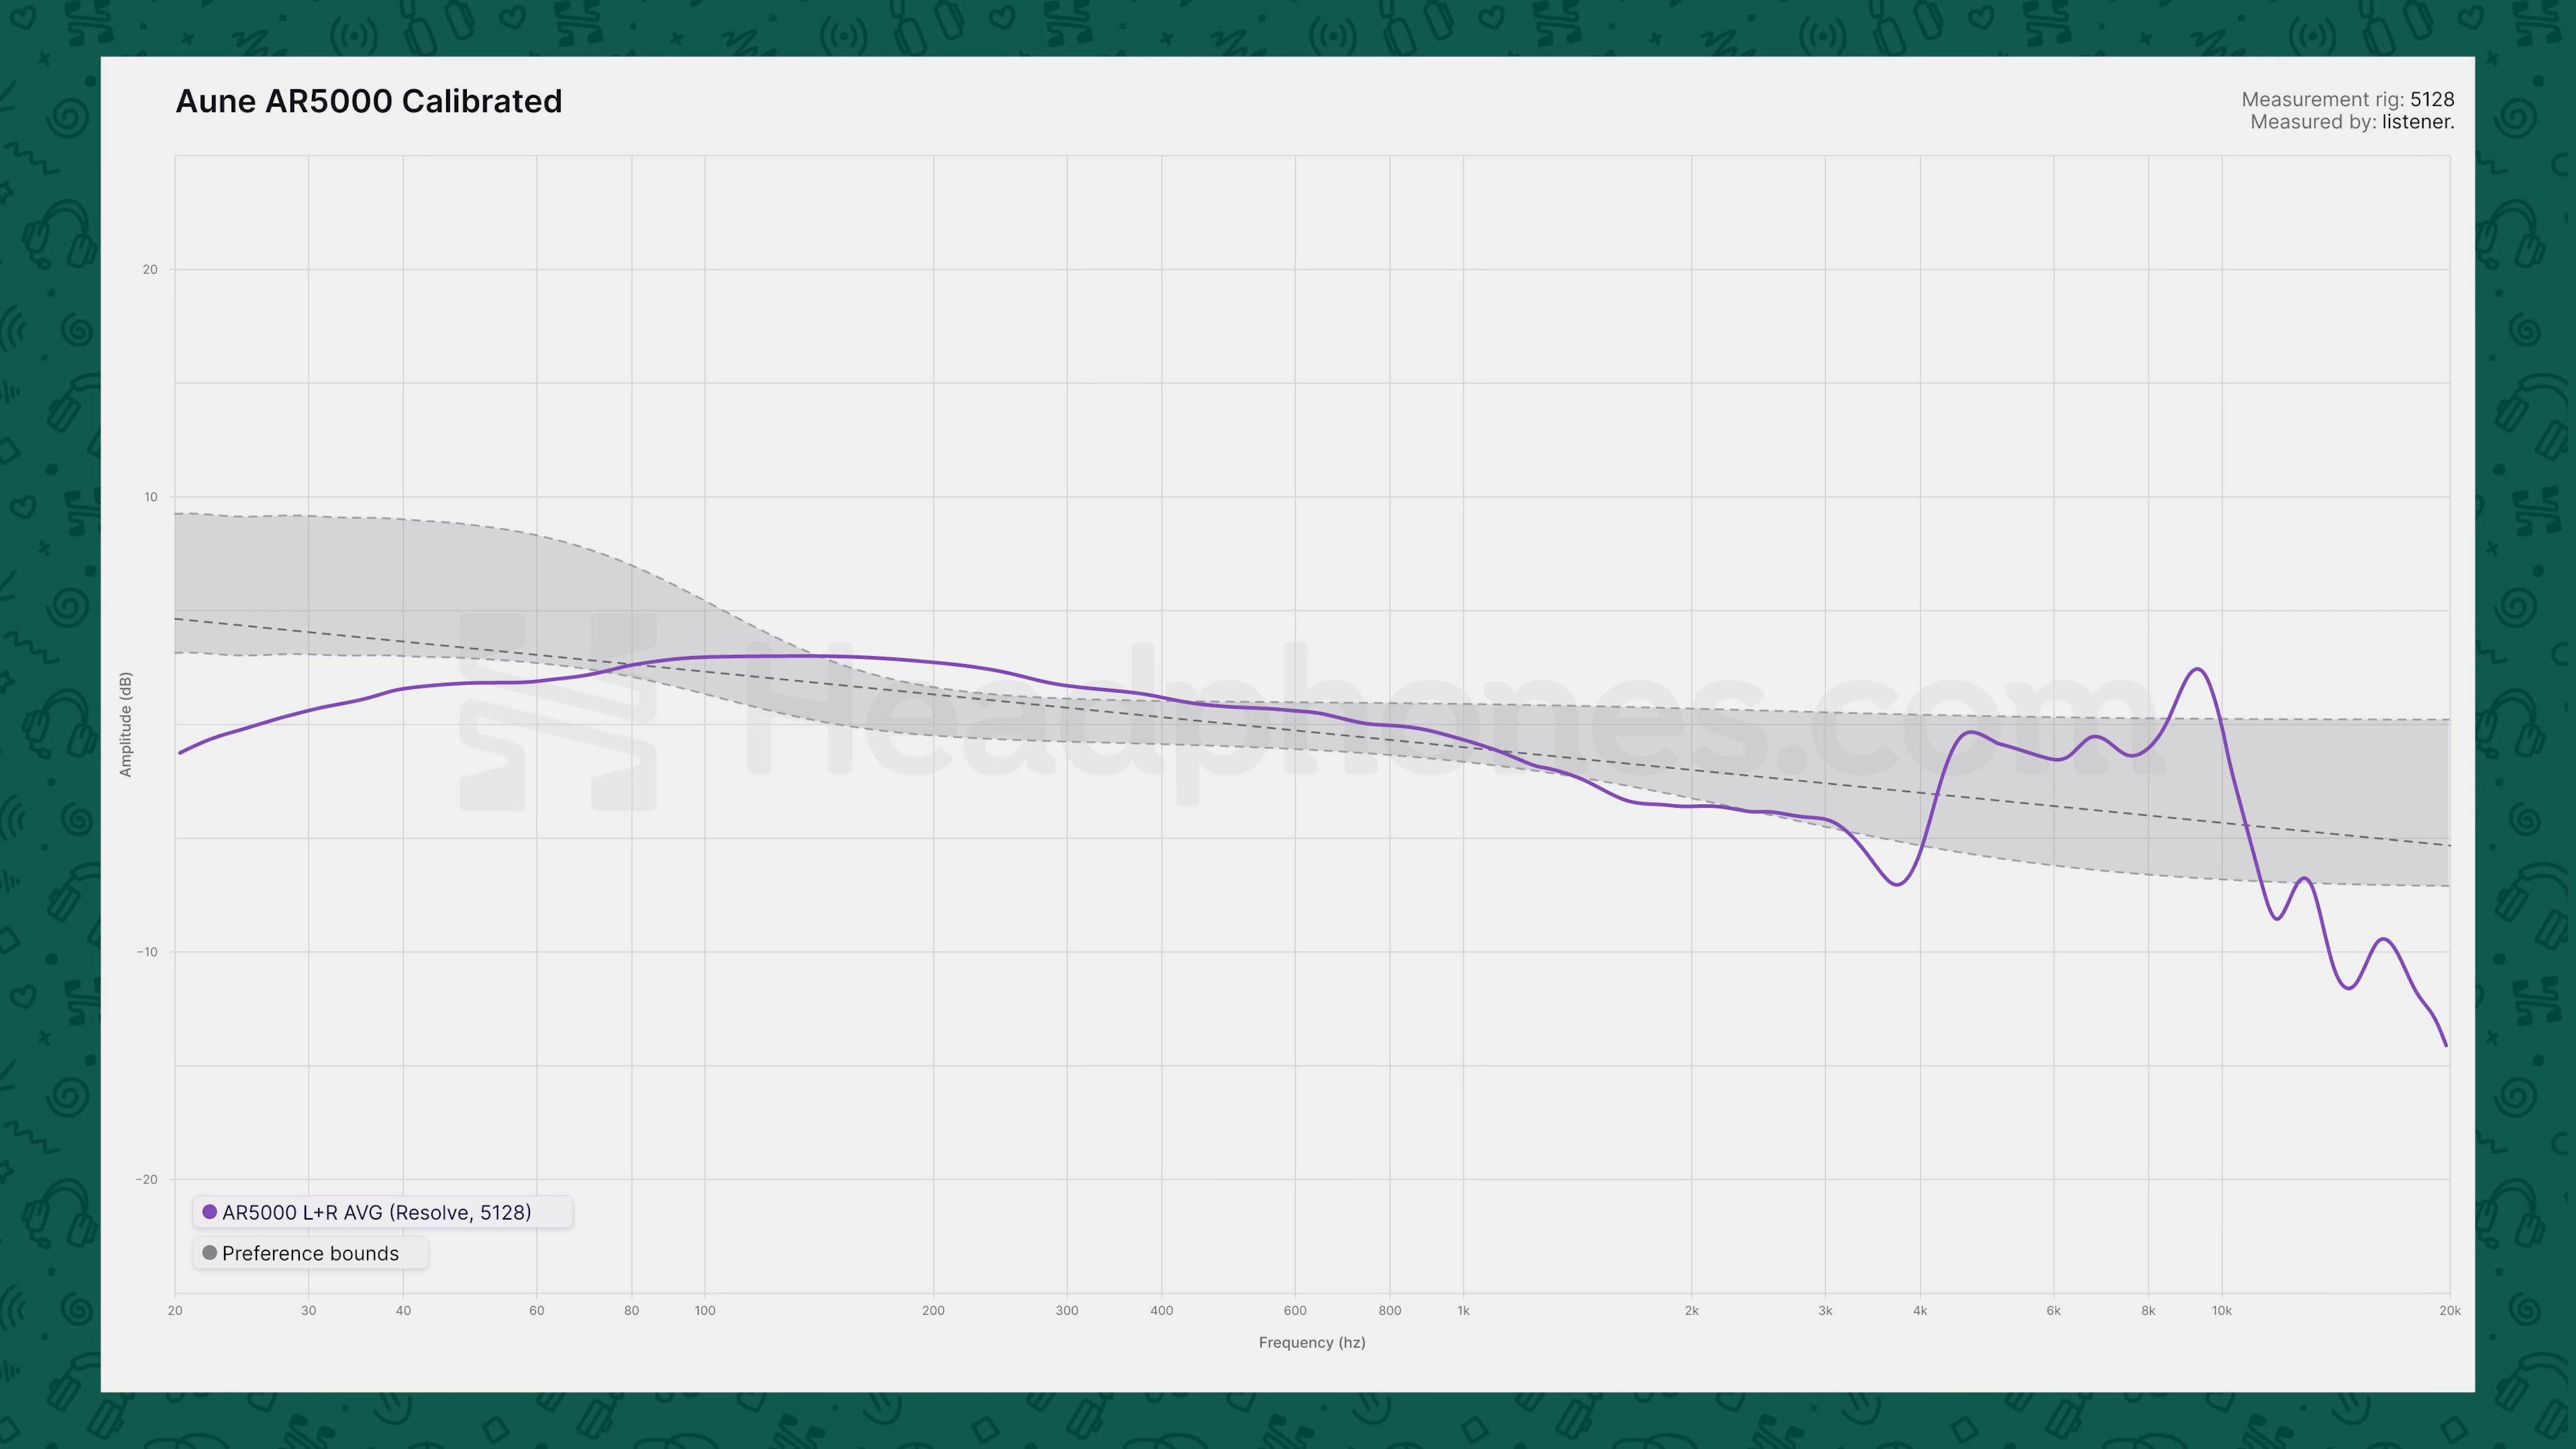 Aune AR5000 Calibrated
Measurement rig: 5128
Measured by: listener.
20
10
−10
−20
Amplitude (dB)
Headphones.com
AR5000 L+R AVG (Resolve, 5128)
Preference bounds
20 30 40 60 80 100 200 300 400 600 800 1k 2k 3k 4k 6k 8k 10k 20k
Frequency (hz)